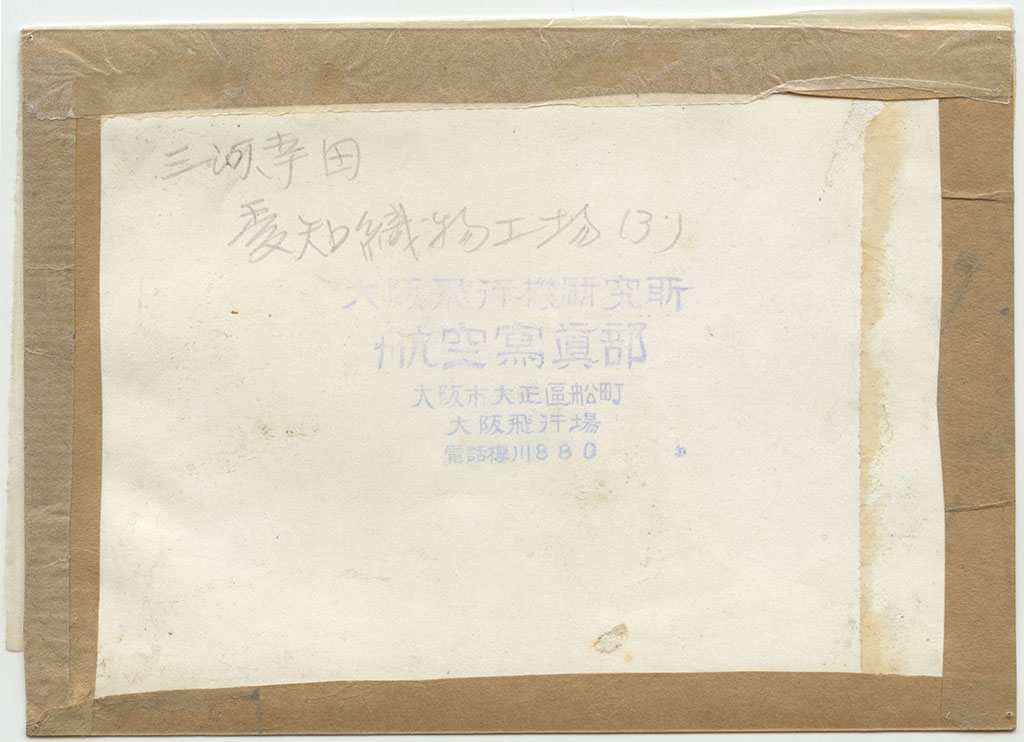 三河幸田
愛知織物工場(3)
大阪飛行機研究所
航空寫眞部
大阪市大正區船町
大阪飛行場
電話櫻川880